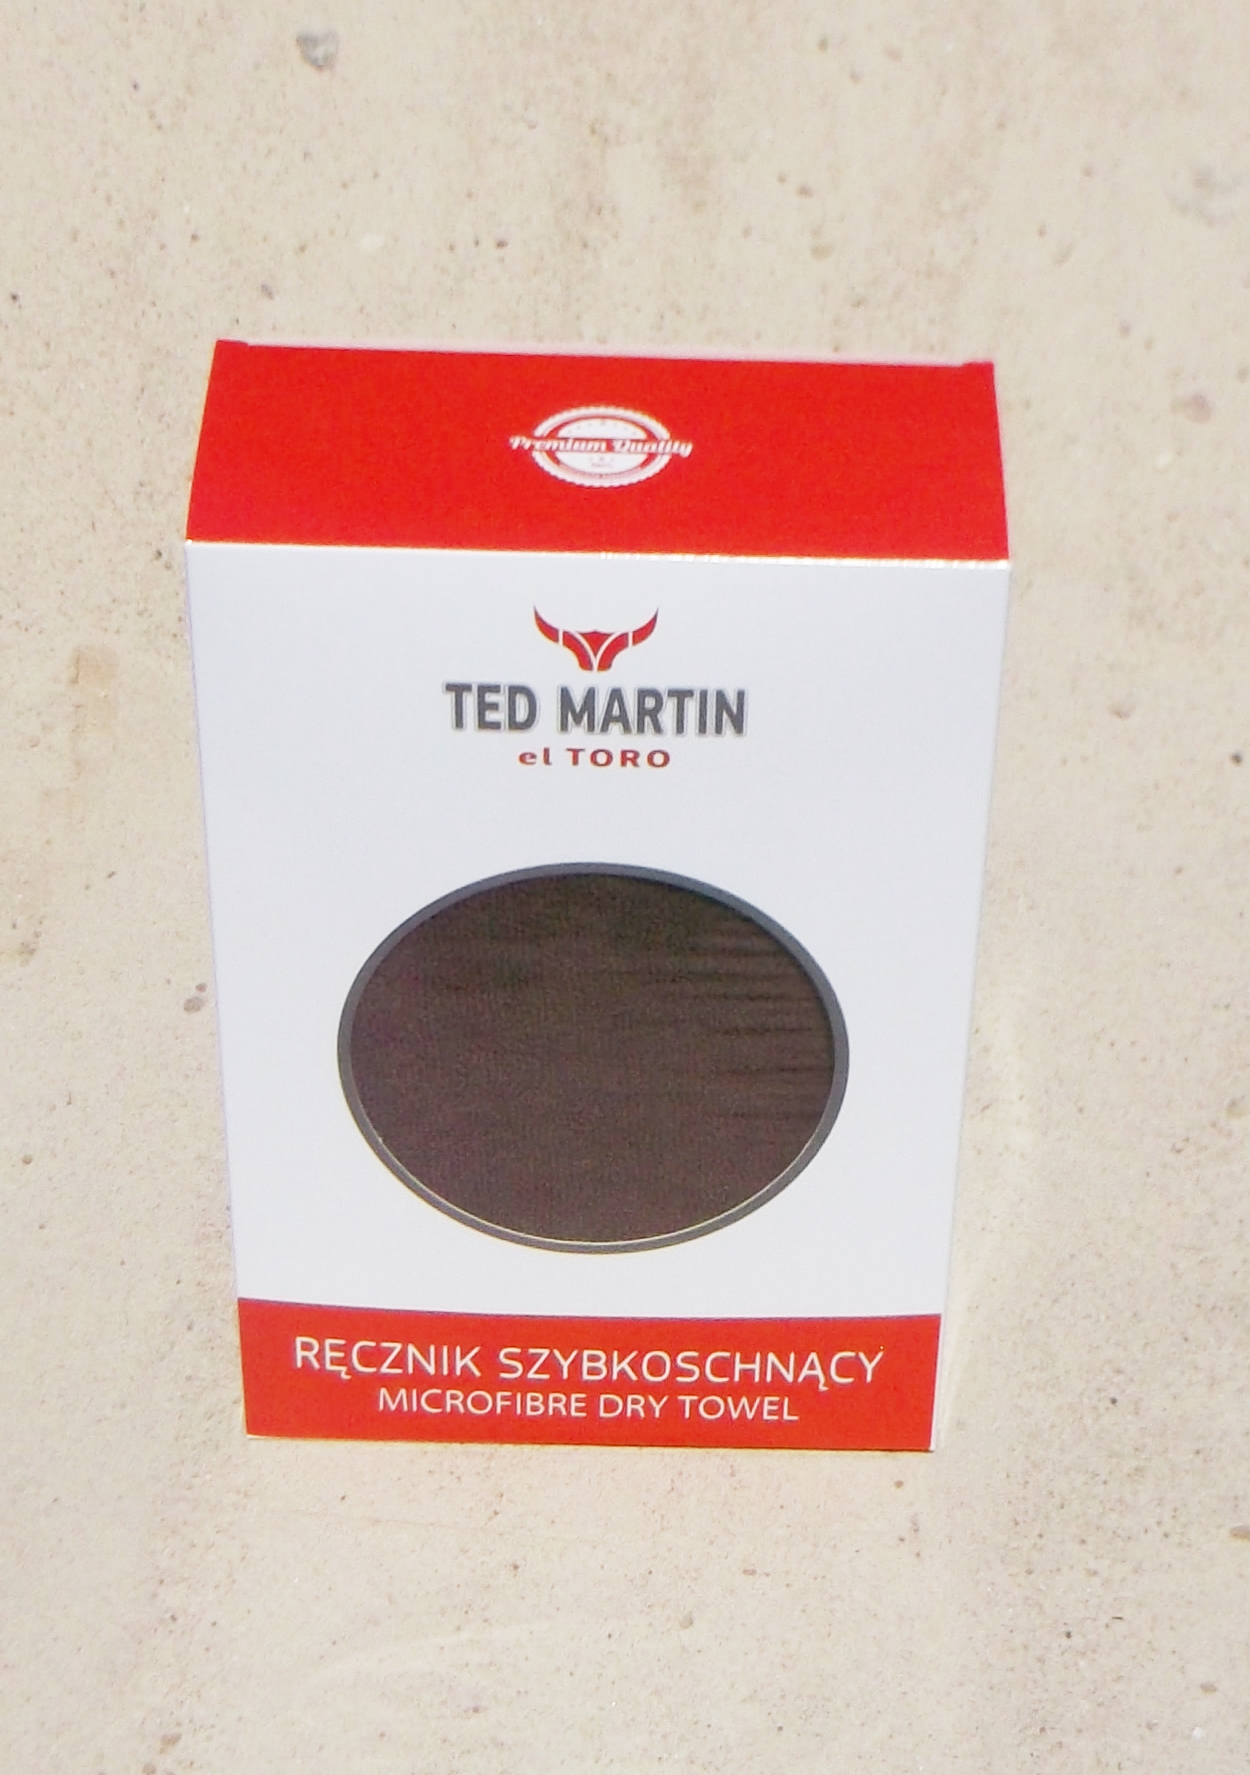 Premium Quality
TED MARTIN
el TORO
RĘCZNIK SZYBKOSCHNĄCY
MICROFIBRE DRY TOWEL